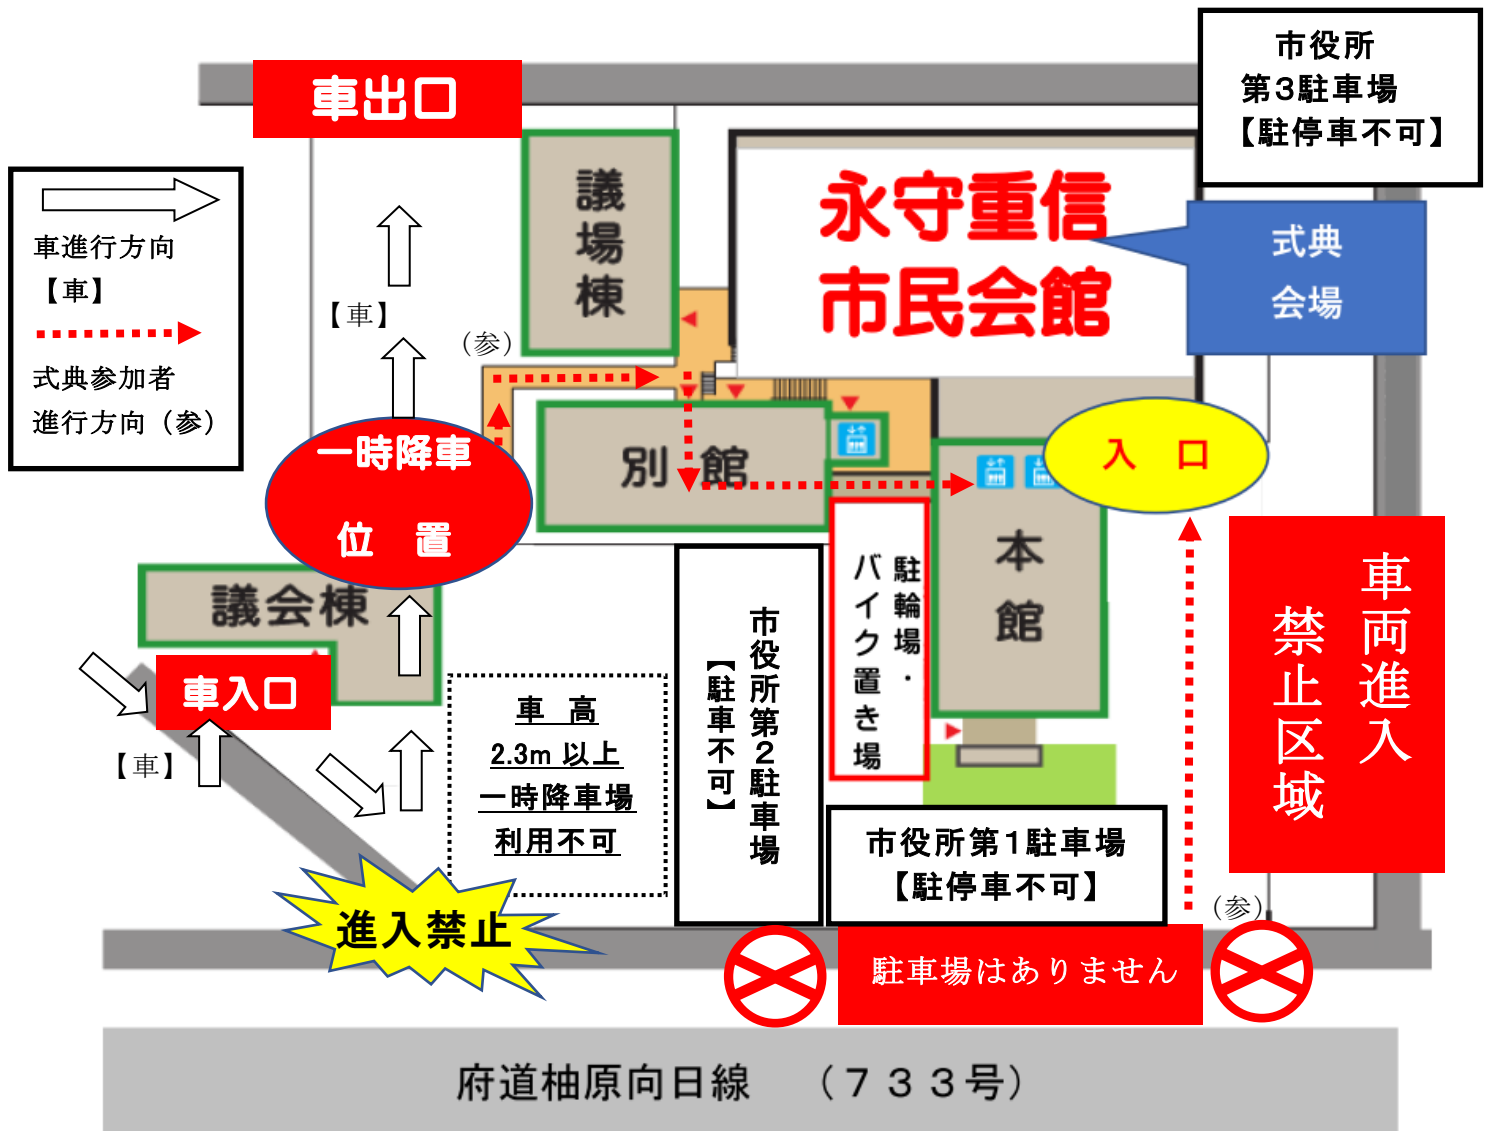 車出口
市役所
第3駐車場
【駐停車不可】
車進行方向
【車】
式典参加者
進行方向（参）
議場棟
永守重信
市民会館
式典
会場
【車】
（参）
一時降車
位　置
別館
入　口
本館
議会棟
車入口
【車】
車　高
2.3m 以上
一時降車場
利用不可
市役所第2駐車場
【駐車不可】
駐輪場・
バイク置き場
車両進入
禁止区域
市役所第1駐車場
【駐停車不可】
（参）
進入禁止
駐車場はありません
府道柚原向日線　（７３３号）